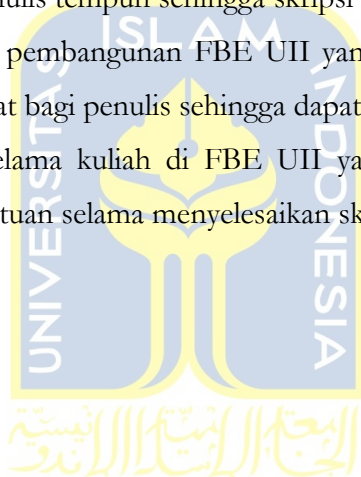 ulis tempuh sehingga skripsi
pembangunan FBE UII yan
at bagi penulis sehingga dapat
elama kuliah di FBE UII ya
tuan selama menyelesaikan sk
ISLAM
UNIVERSITAS
INDONESIA